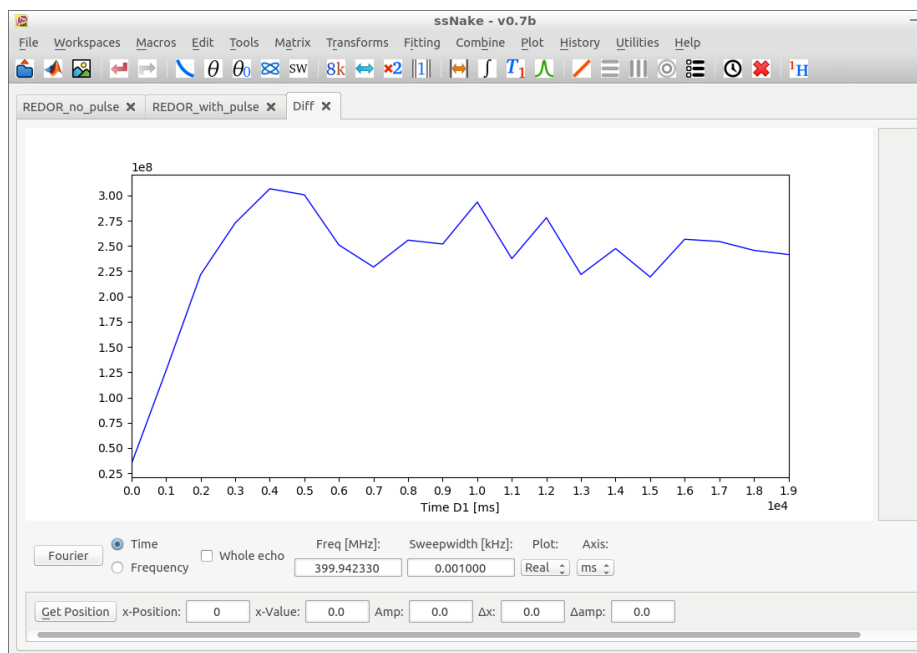 ssNake - v0.7b
File Workspaces Macros Edit Tools Matrix Transforms Fitting Combine Plot History Utilities Help
θ θ0 SW 8k ×2 ||1|| ∫ T1 1H
REDOR_no_pulse REDOR_with_pulse Diff
1e8
3.00
2.75
2.50
2.25
2.00
1.75
1.50
1.25
1.00
0.75
0.50
0.25
0.0 0.1 0.2 0.3 0.4 0.5 0.6 0.7 0.8 0.9 1.0 1.1 1.2 1.3 1.4 1.5 1.6 1.7 1.8 1.9
Time D1 [ms] 1e4
Fourier Time Frequency Whole echo
Freq [MHz]: Sweepwidth [kHz]: Plot: Axis:
399.942330 0.001000 Real ms
Get Position x-Position: 0 x-Value: 0.0 Amp: 0.0 Δx: 0.0 Δamp: 0.0